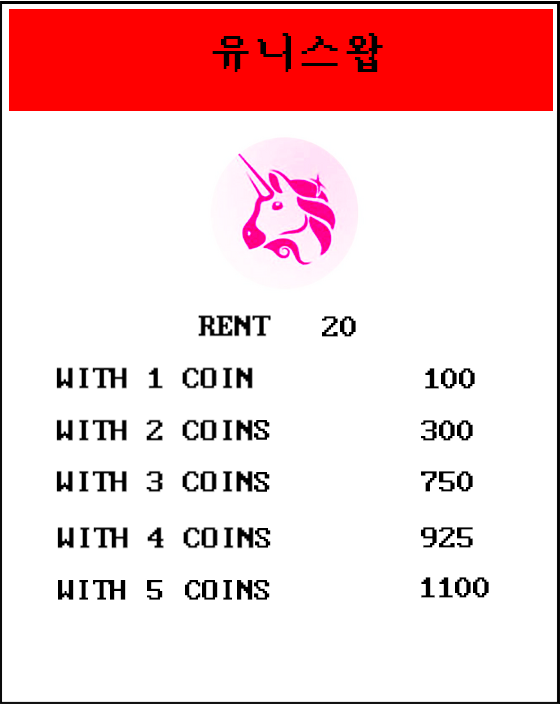 유니스왑
RENT 20
WITH 1 COIN 100
WITH 2 COINS 300
WITH 3 COINS 750
WITH 4 COINS 925
WITH 5 COINS 1100